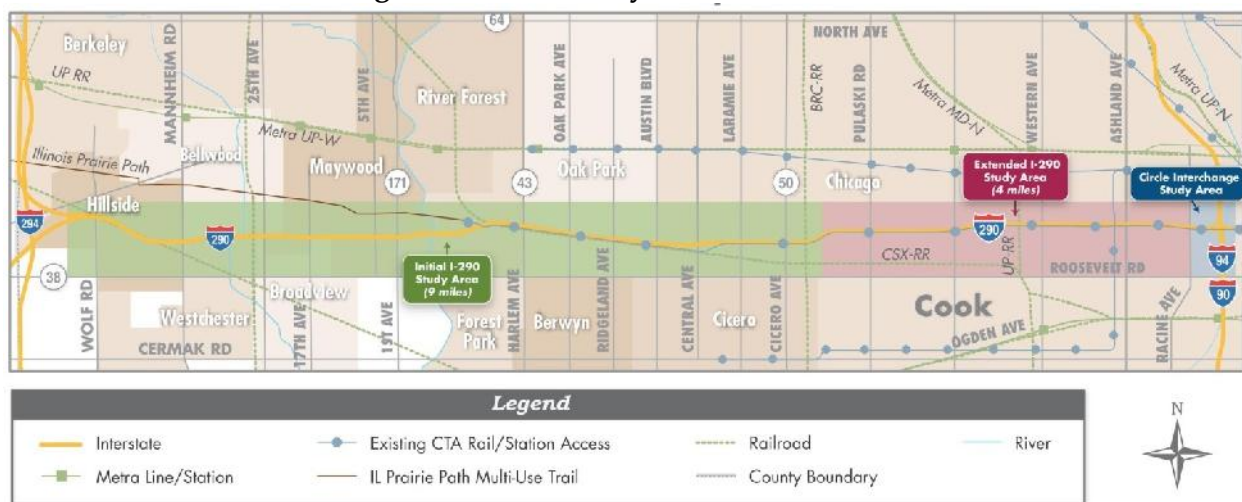 64
Berkeley
MANNHEIM RD
25TH AVE
5TH AVE
River Forest
OAK PARK AVE
AUSTIN BLVD
LARAMIE AVE
BRC-RR
NORTH AVE
PULASKI RD
Metra MD-N
WESTERN AVE
ASHLAND AVE
Metra UP-N
UP RR
Metra UP-W
Illinois Prairie Path
Bellwood
Maywood
171
43
Oak Park
50
Chicago
Extended I-290
Study Area
(4 miles)
Circle Interchange
Study Area
Hillside
294
290
290
94
Initial I-290
Study Area
(9 miles)
CSX-RR
UP-RR
ROOSEVELT RD
38
90
WOLF RD
Westchester
Broadview
17TH AVE
1ST AVE
Forest
Park
HARLEM AVE
Berwyn
RIDGELAND AVE
CENTRAL AVE
Cicero
CICERO AVE
Cook
OGDEN AVE
RACINE AVE
CERMAK RD
Legend
Interstate
Existing CTA Rail/Station Access
Railroad
River
Metra Line/Station
IL Prairie Path Multi-Use Trail
County Boundary
N